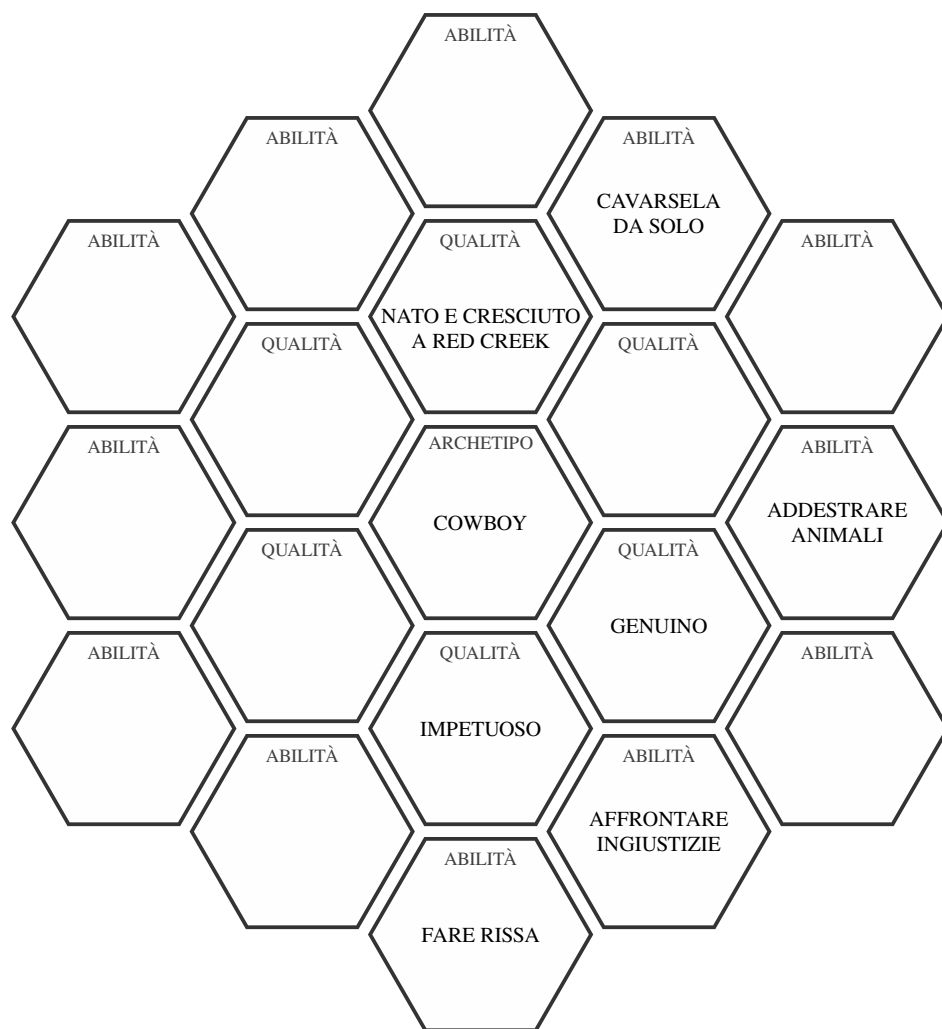 ABILITÀ
ABILITÀ
ABILITÀ
CAVARSELA
DA SOLO
ABILITÀ
QUALITÀ
NATO E CRESCIUTO
A RED CREEK
ABILITÀ
QUALITÀ
QUALITÀ
ABILITÀ
ARCHETIPO
COWBOY
ABILITÀ
ADDESTRARE
ANIMALI
QUALITÀ
QUALITÀ
GENUINO
ABILITÀ
QUALITÀ
IMPETUOSO
ABILITÀ
ABILITÀ
ABILITÀ
AFFRONTARE
INGIUSTIZIE
ABILITÀ
FARE RISSA